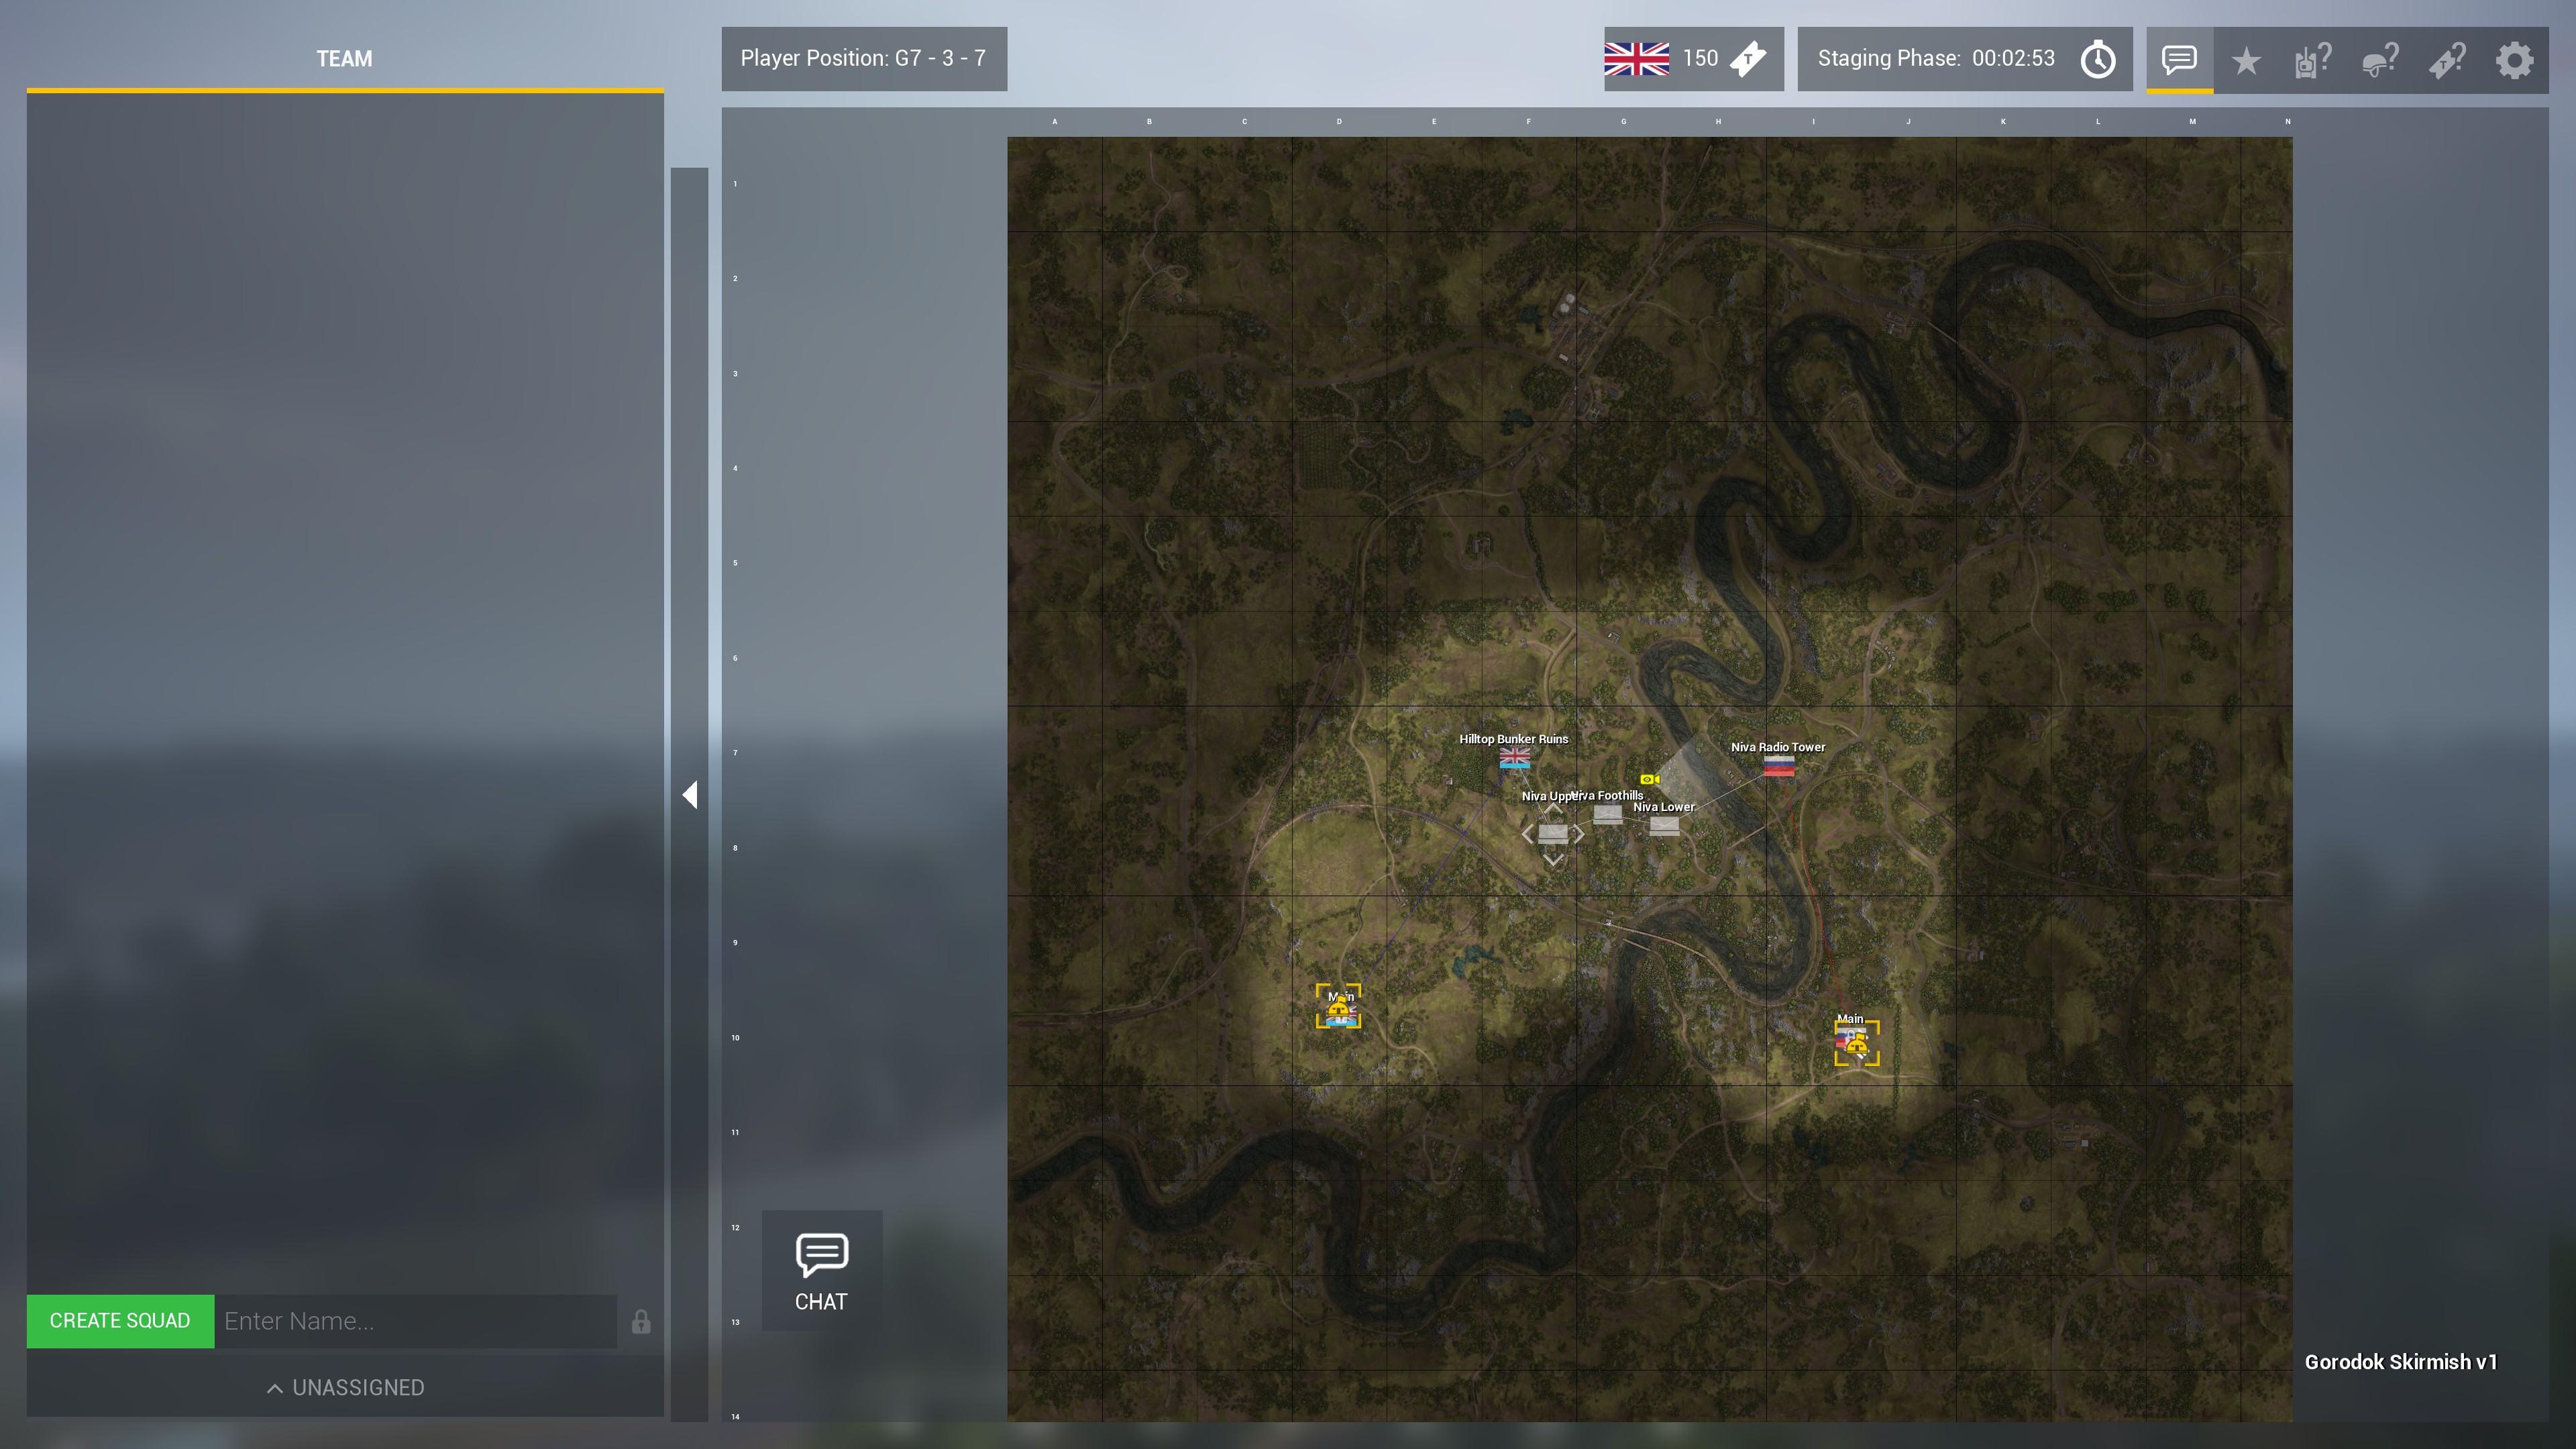 TEAM
Player Position: G7 - 3 - 7
150
T
Staging Phase: 00:02:53
?
?
T?
A B C D E F G H I J K L M N
1
2
3
4
5
6
7
8
9
10
11
12
13
14
Hilltop Bunker Ruins
Niva Radio Tower
Niva Upper
Niva Foothills
Niva Lower
Main
Main
CHAT
CREATE SQUAD
Enter Name...
UNASSIGNED
Gorodok Skirmish v1